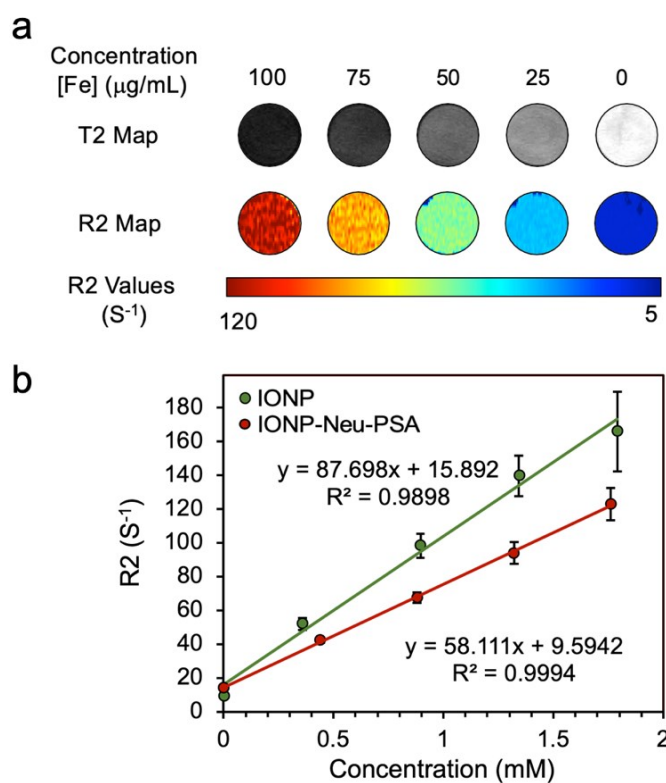 a
Concentration
[Fe] (μg/mL)
100 75 50 25 0
T2 Map
R2 Map
R2 Values
(S⁻¹)
120 5
b
IONP
IONP-Neu-PSA
y = 87.698x + 15.892
R² = 0.9898
y = 58.111x + 9.5942
R² = 0.9994
R2 (S⁻¹)
180
160
140
120
100
80
60
40
20
0
0 0.5 1 1.5 2
Concentration (mM)